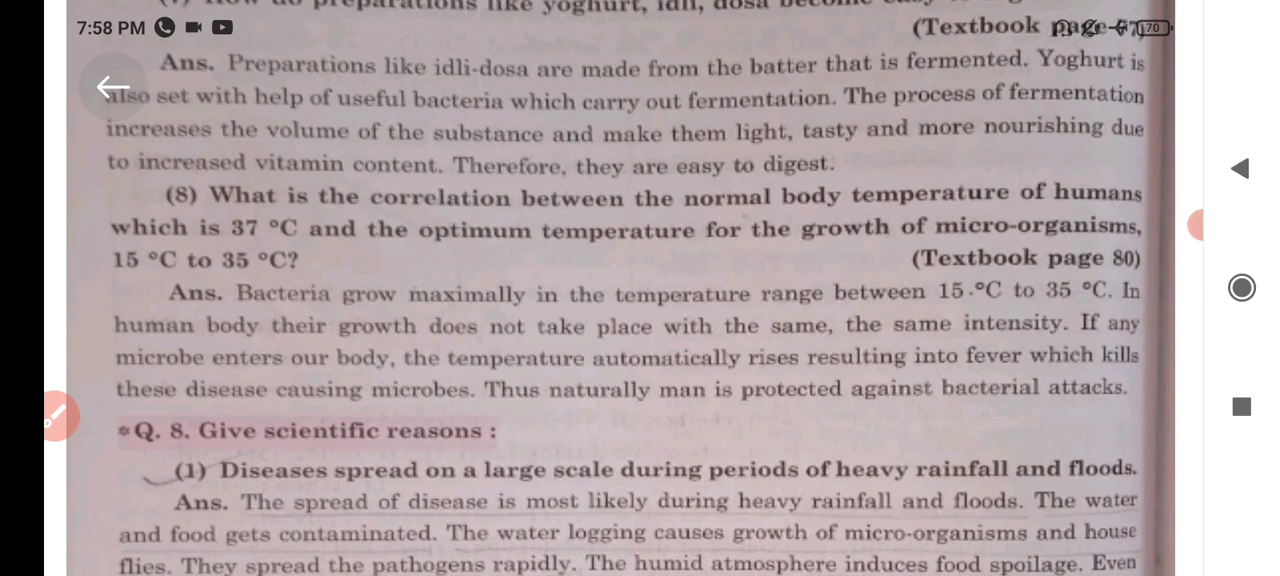 preparations like yoghurt, idli, dosa become
7:58 PM
(Textbook page 77)
170
Ans. Preparations like idli-dosa are made from the batter that is fermented. Yoghurt is
also set with help of useful bacteria which carry out fermentation. The process of fermentation
increases the volume of the substance and make them light, tasty and more nourishing due
to increased vitamin content. Therefore, they are easy to digest.
(8) What is the correlation between the normal body temperature of humans
which is 37 °C and the optimum temperature for the growth of micro-organisms,
15 °C to 35 °C?
(Textbook page 80)
Ans. Bacteria grow maximally in the temperature range between 15 °C to 35 °C. In
human body their growth does not take place with the same, the same intensity. If any
microbe enters our body, the temperature automatically rises resulting into fever which kills
these disease causing microbes. Thus naturally man is protected against bacterial attacks.
*Q. 8. Give scientific reasons :
(1) Diseases spread on a large scale during periods of heavy rainfall and floods.
Ans. The spread of disease is most likely during heavy rainfall and floods. The water
and food gets contaminated. The water logging causes growth of micro-organisms and house
flies. They spread the pathogens rapidly. The humid atmosphere induces food spoilage. Even